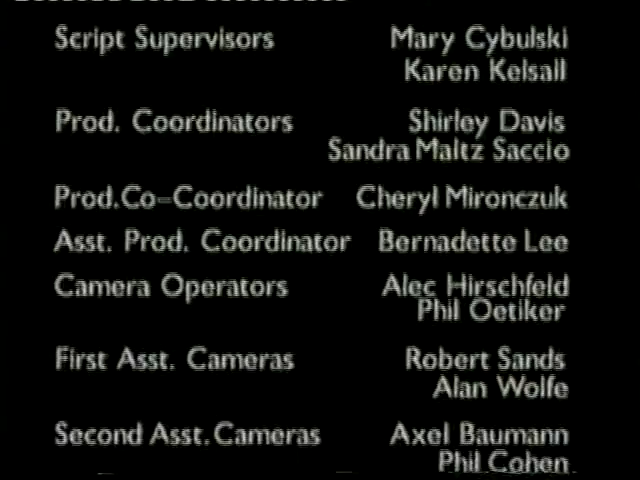 Script Supervisors Mary Cybulski
Karen Kelsall
Prod. Coordinators Shirley Davis
Sandra Maltz Saccio
Prod.Co-Coordinator Cheryl Mironczuk
Asst. Prod. Coordinator Bernadette Lee
Camera Operators Alec Hirschfeld
Phil Oetiker
First Asst. Cameras Robert Sands
Alan Wolfe
Second Asst. Cameras Axel Baumann
Phil Cohen